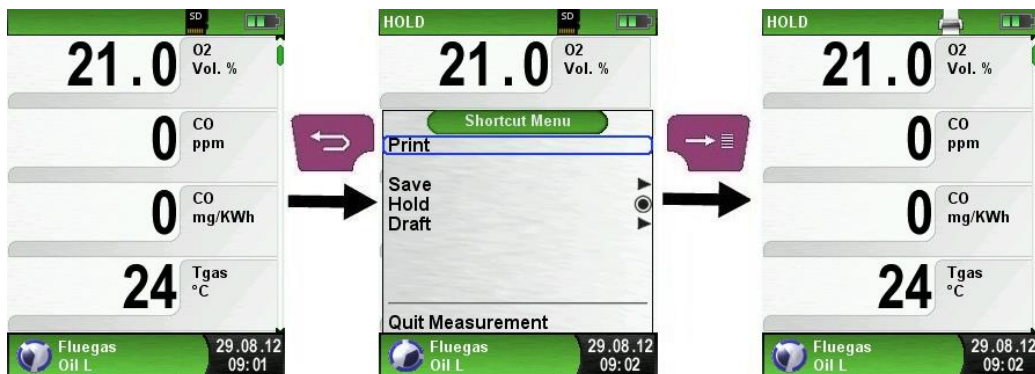 SD
21.0 O2
Vol. %
0 CO
ppm
0 CO
mg/KWh
24 Tgas
°C
Fluegas 29.08.12
Oil L 09:01
HOLD SD
21.0 O2
Vol. %
Shortcut Menu
Print
Save
Hold
Draft
Quit Measurement
Fluegas 29.08.12
Oil L 09:02
HOLD
21.0 O2
Vol. %
0 CO
ppm
0 CO
mg/KWh
24 Tgas
°C
Fluegas 29.08.12
Oil L 09:02